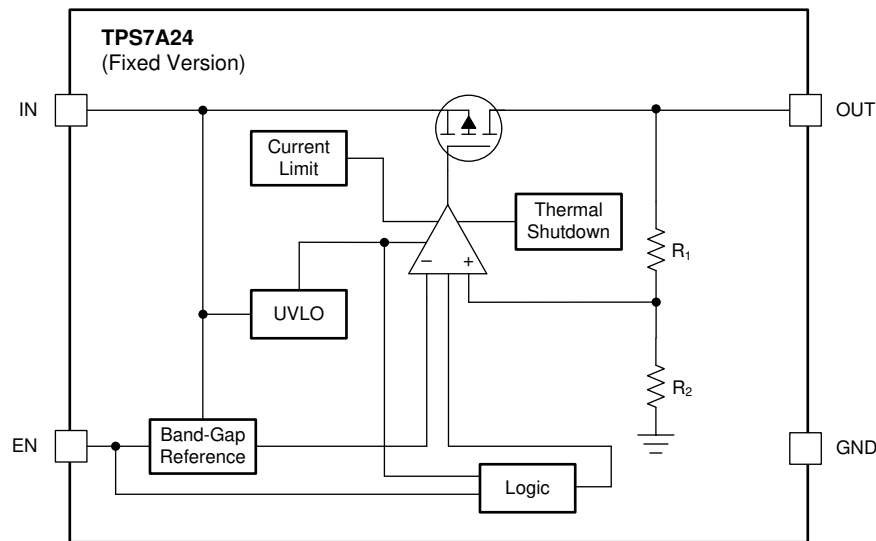 TPS7A24
(Fixed Version)
IN
OUT
Current
Limit
Thermal
Shutdown
−
+
R1
UVLO
R2
EN
Band-Gap
Reference
GND
Logic